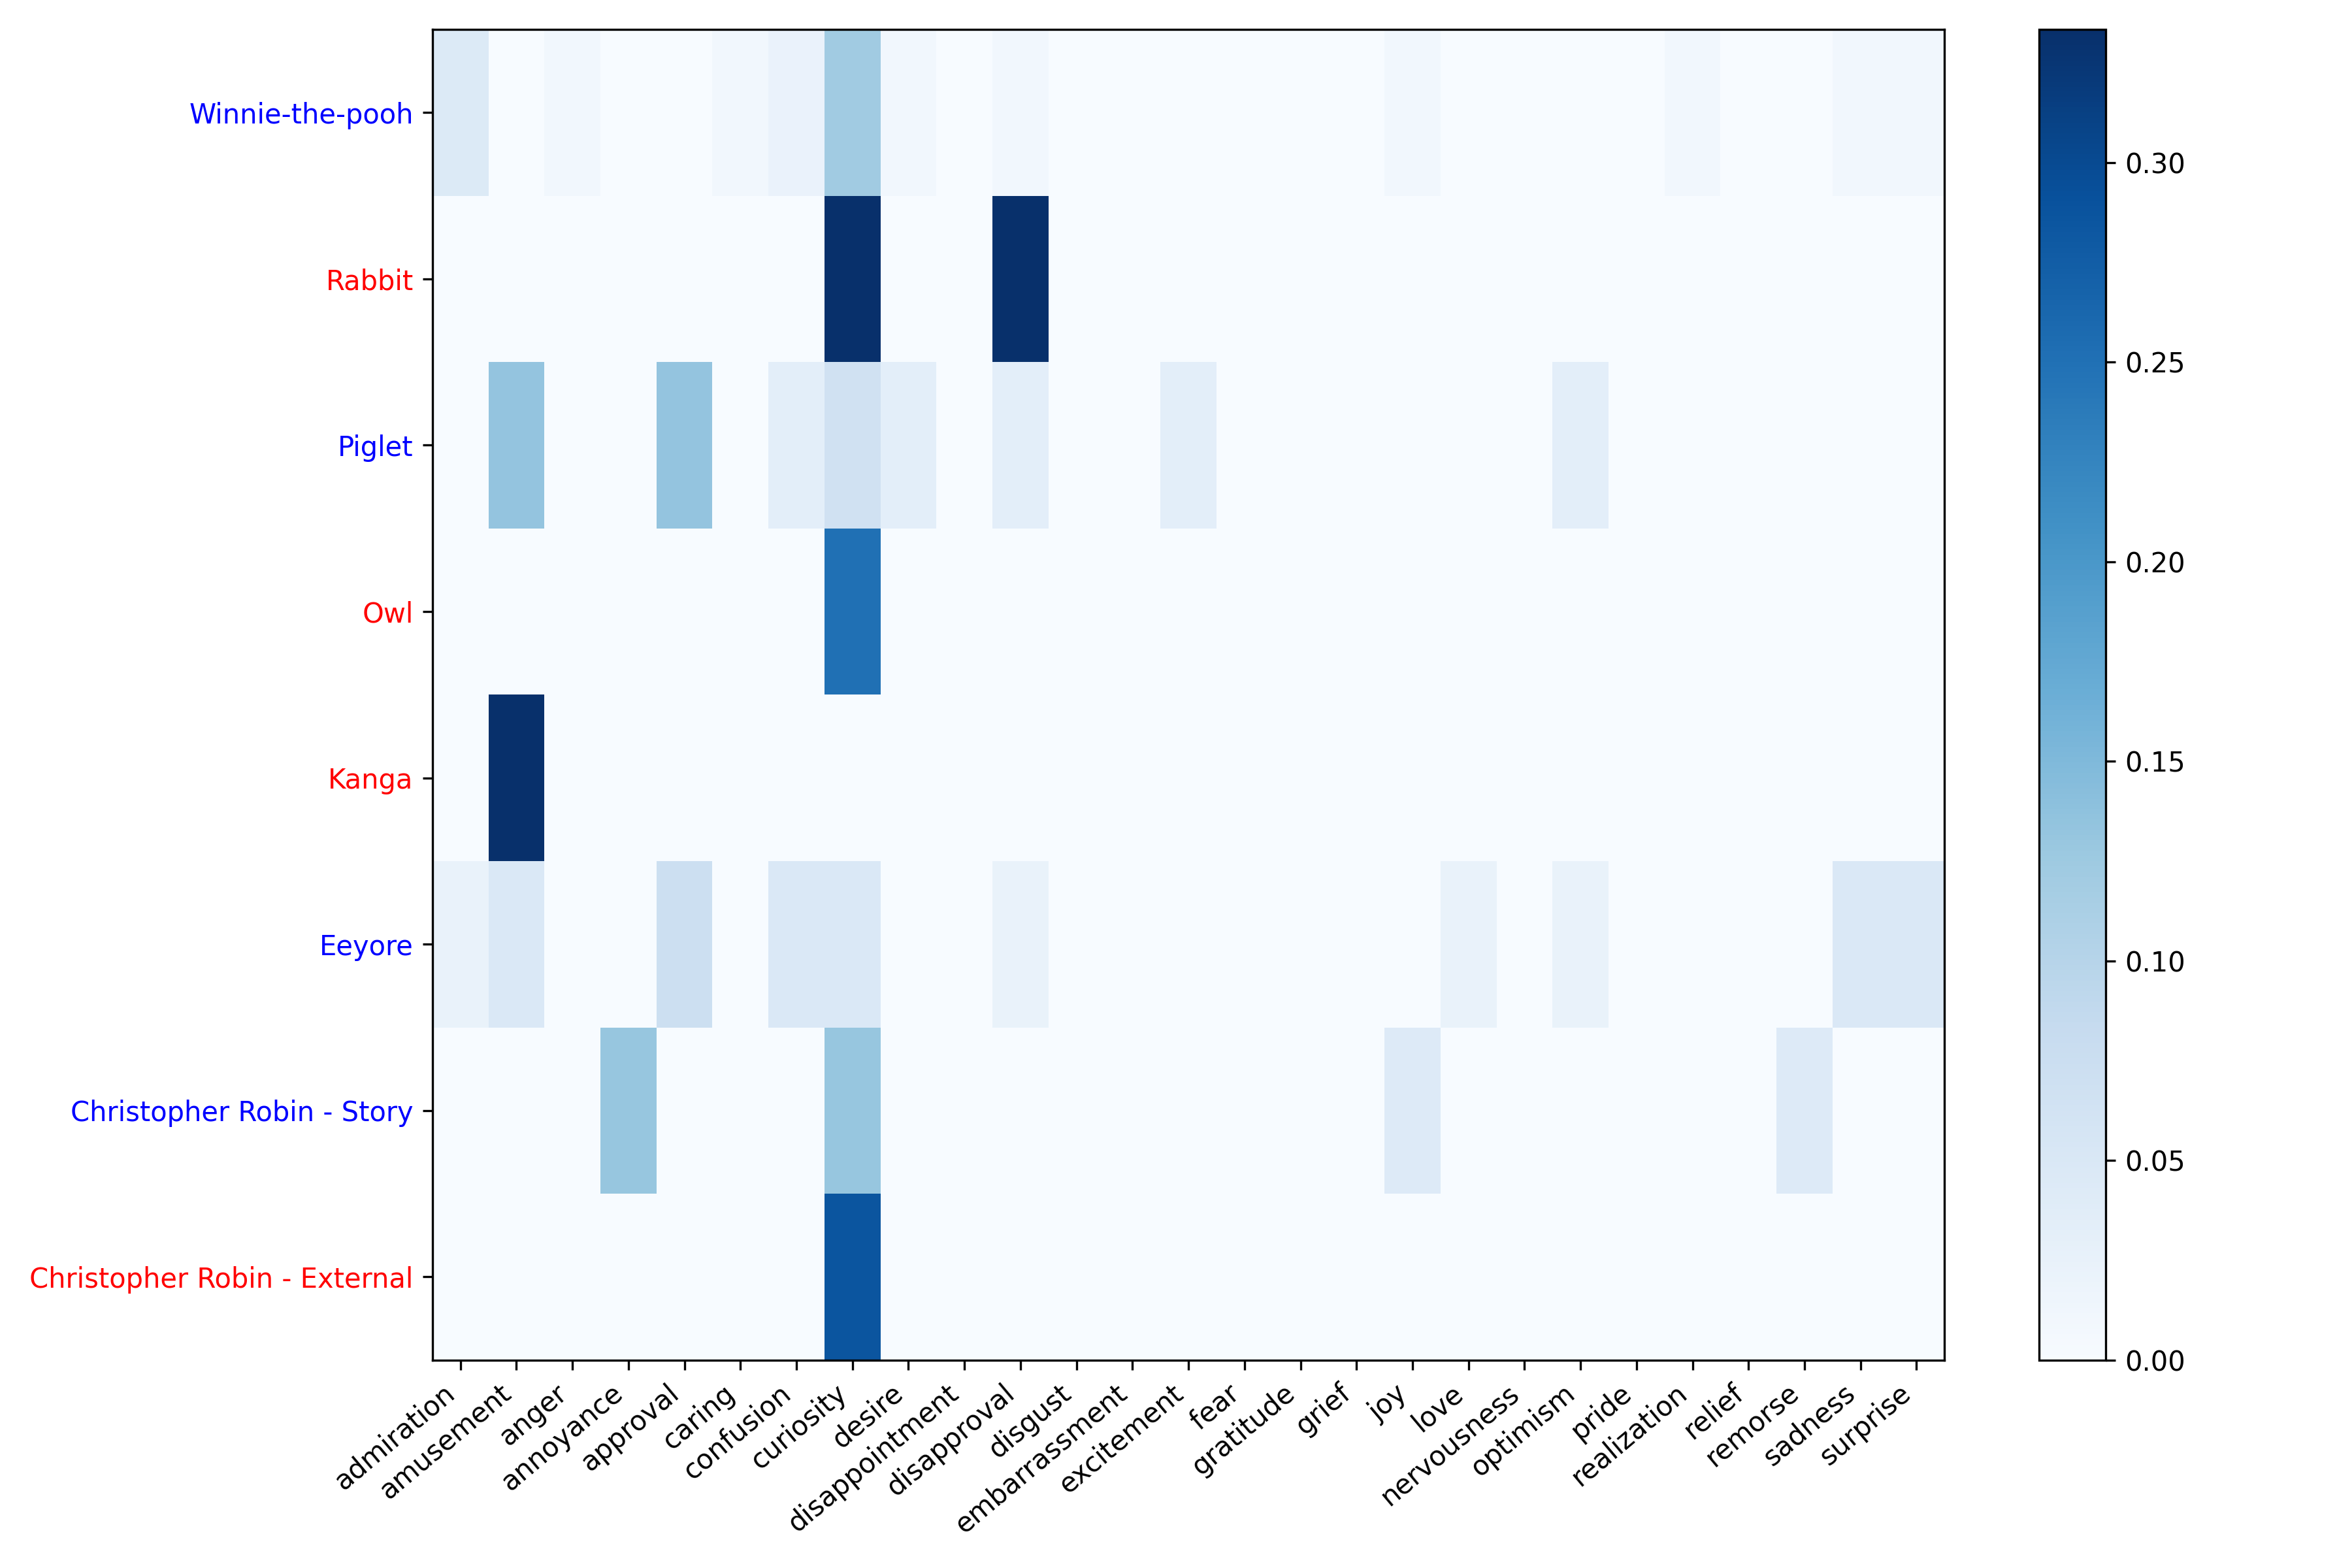 Winnie-the-pooh
Rabbit
Piglet
Owl
Kanga
Eeyore
Christopher Robin - Story
Christopher Robin - External
admiration
amusement
anger
annoyance
approval
caring
confusion
curiosity
desire
disappointment
disapproval
disgust
embarrassment
excitement
fear
gratitude
grief
joy
love
nervousness
optimism
pride
realization
relief
remorse
sadness
surprise
0.30
0.25
0.20
0.15
0.10
0.05
0.00